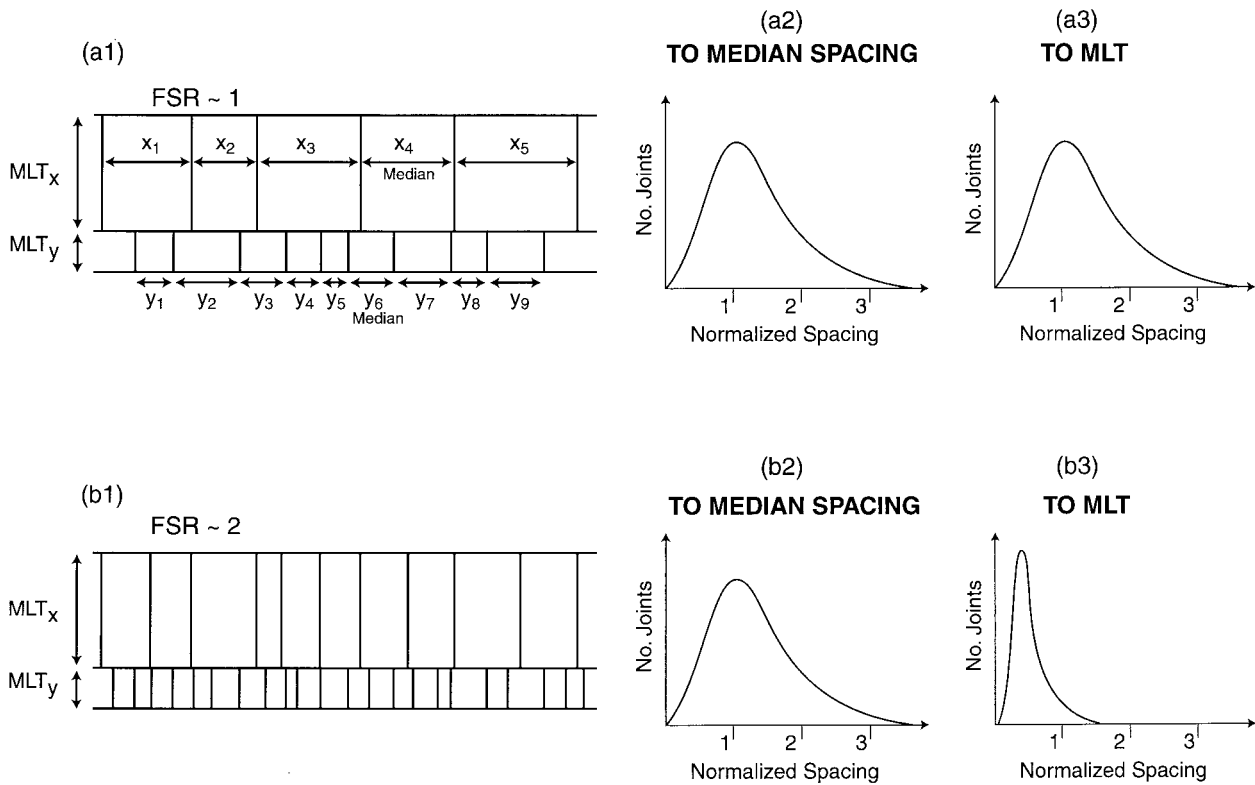 (a1)
FSR ~ 1
MLTx
x1 x2 x3 x4 x5
Median
MLTy
y1 y2 y3 y4 y5 y6 y7 y8 y9
Median
(a2)
TO MEDIAN SPACING
No. Joints
1 2 3
Normalized Spacing
(a3)
TO MLT
No. Joints
1 2 3
Normalized Spacing
(b1)
FSR ~ 2
MLTx
MLTy
(b2)
TO MEDIAN SPACING
No. Joints
1 2 3
Normalized Spacing
(b3)
TO MLT
No. Joints
1 2 3
Normalized Spacing